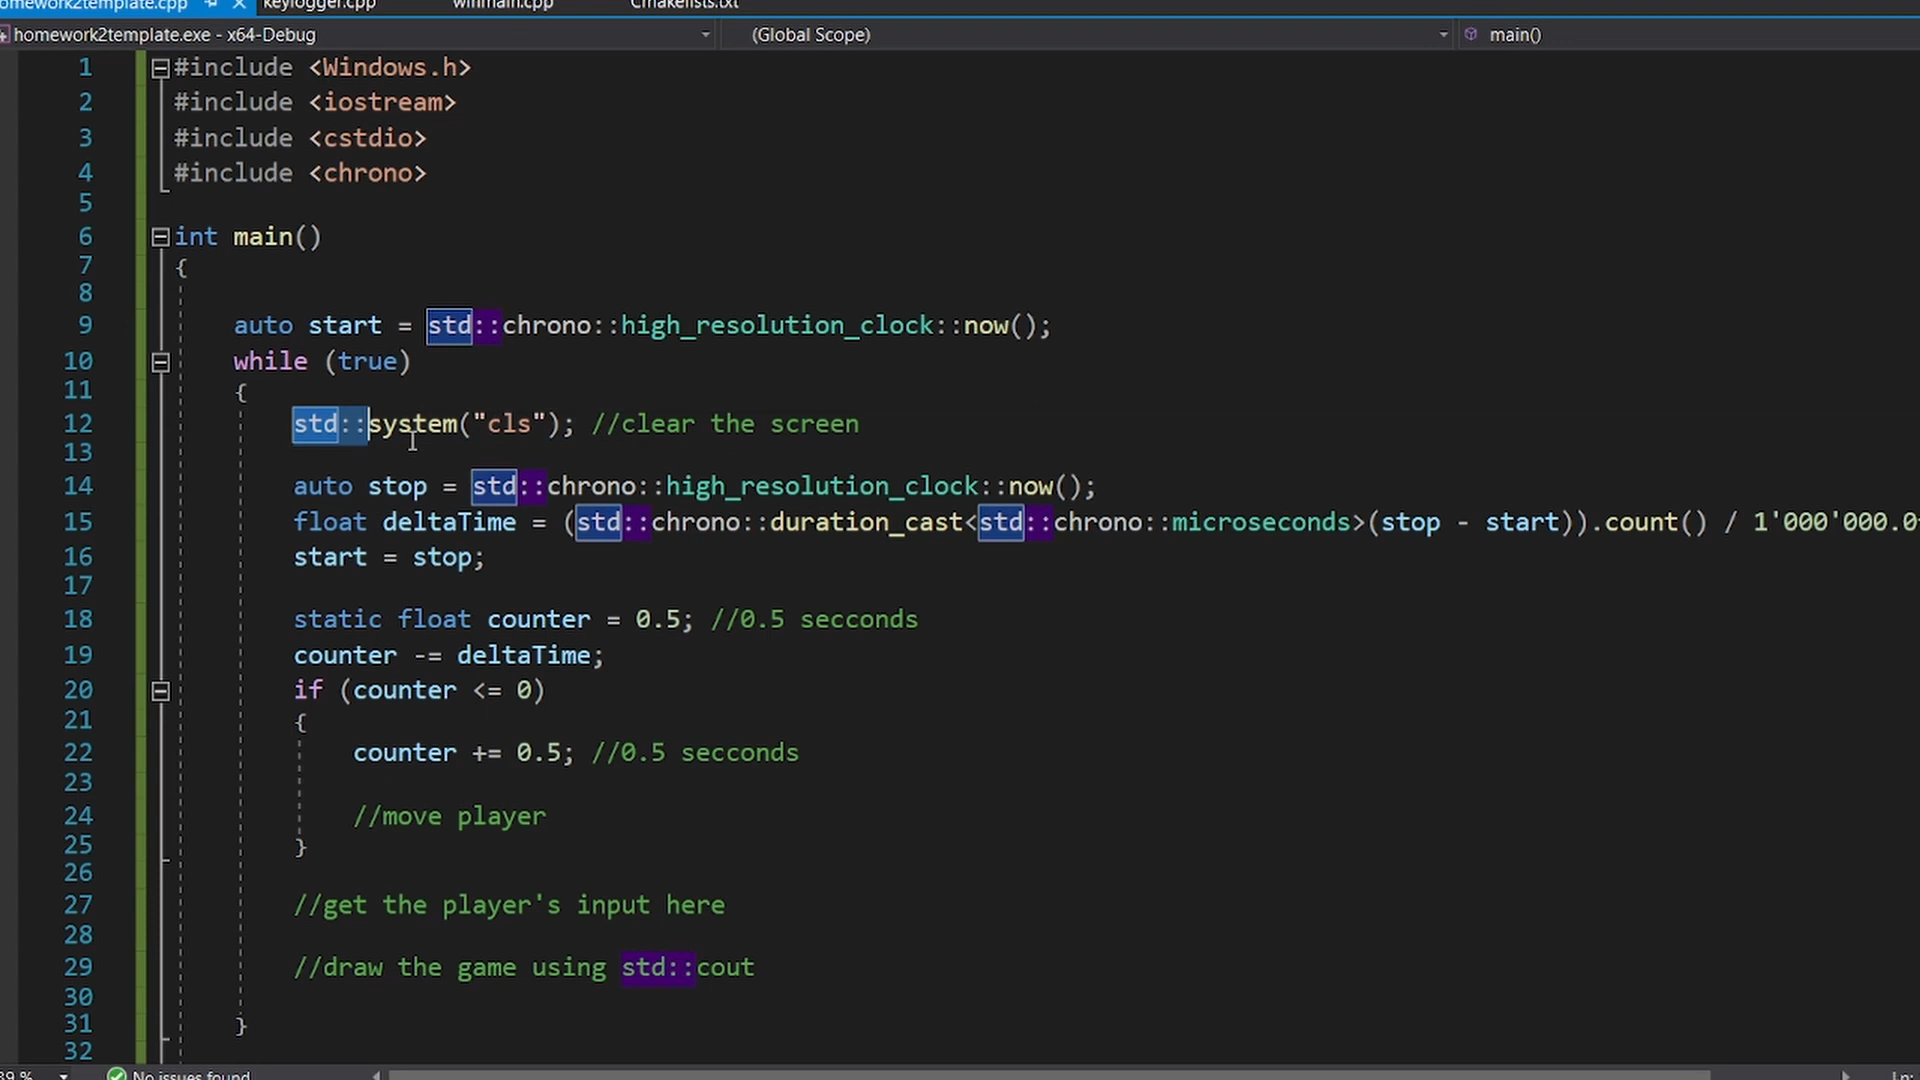 omework2template.cpp keylogger.cpp winmain.cpp Cmakelists.txt
homework2template.exe - x64-Debug (Global Scope) main()
1 #include <Windows.h>
2 #include <iostream>
3 #include <cstdio>
4 #include <chrono>
5
6 int main()
7 {
8
9 auto start = std::chrono::high_resolution_clock::now();
10 while (true)
11 {
12 std::system("cls"); //clear the screen
13
14 auto stop = std::chrono::high_resolution_clock::now();
15 float deltaTime = (std::chrono::duration_cast<std::chrono::microseconds>(stop - start)).count() / 1'000'000.0
16 start = stop;
17
18 static float counter = 0.5; //0.5 secconds
19 counter -= deltaTime;
20 if (counter <= 0)
21 {
22 counter += 0.5; //0.5 secconds
23
24 //move player
25 }
26
27 //get the player's input here
28
29 //draw the game using std::cout
30
31 }
32
89 % No issues found Ln: